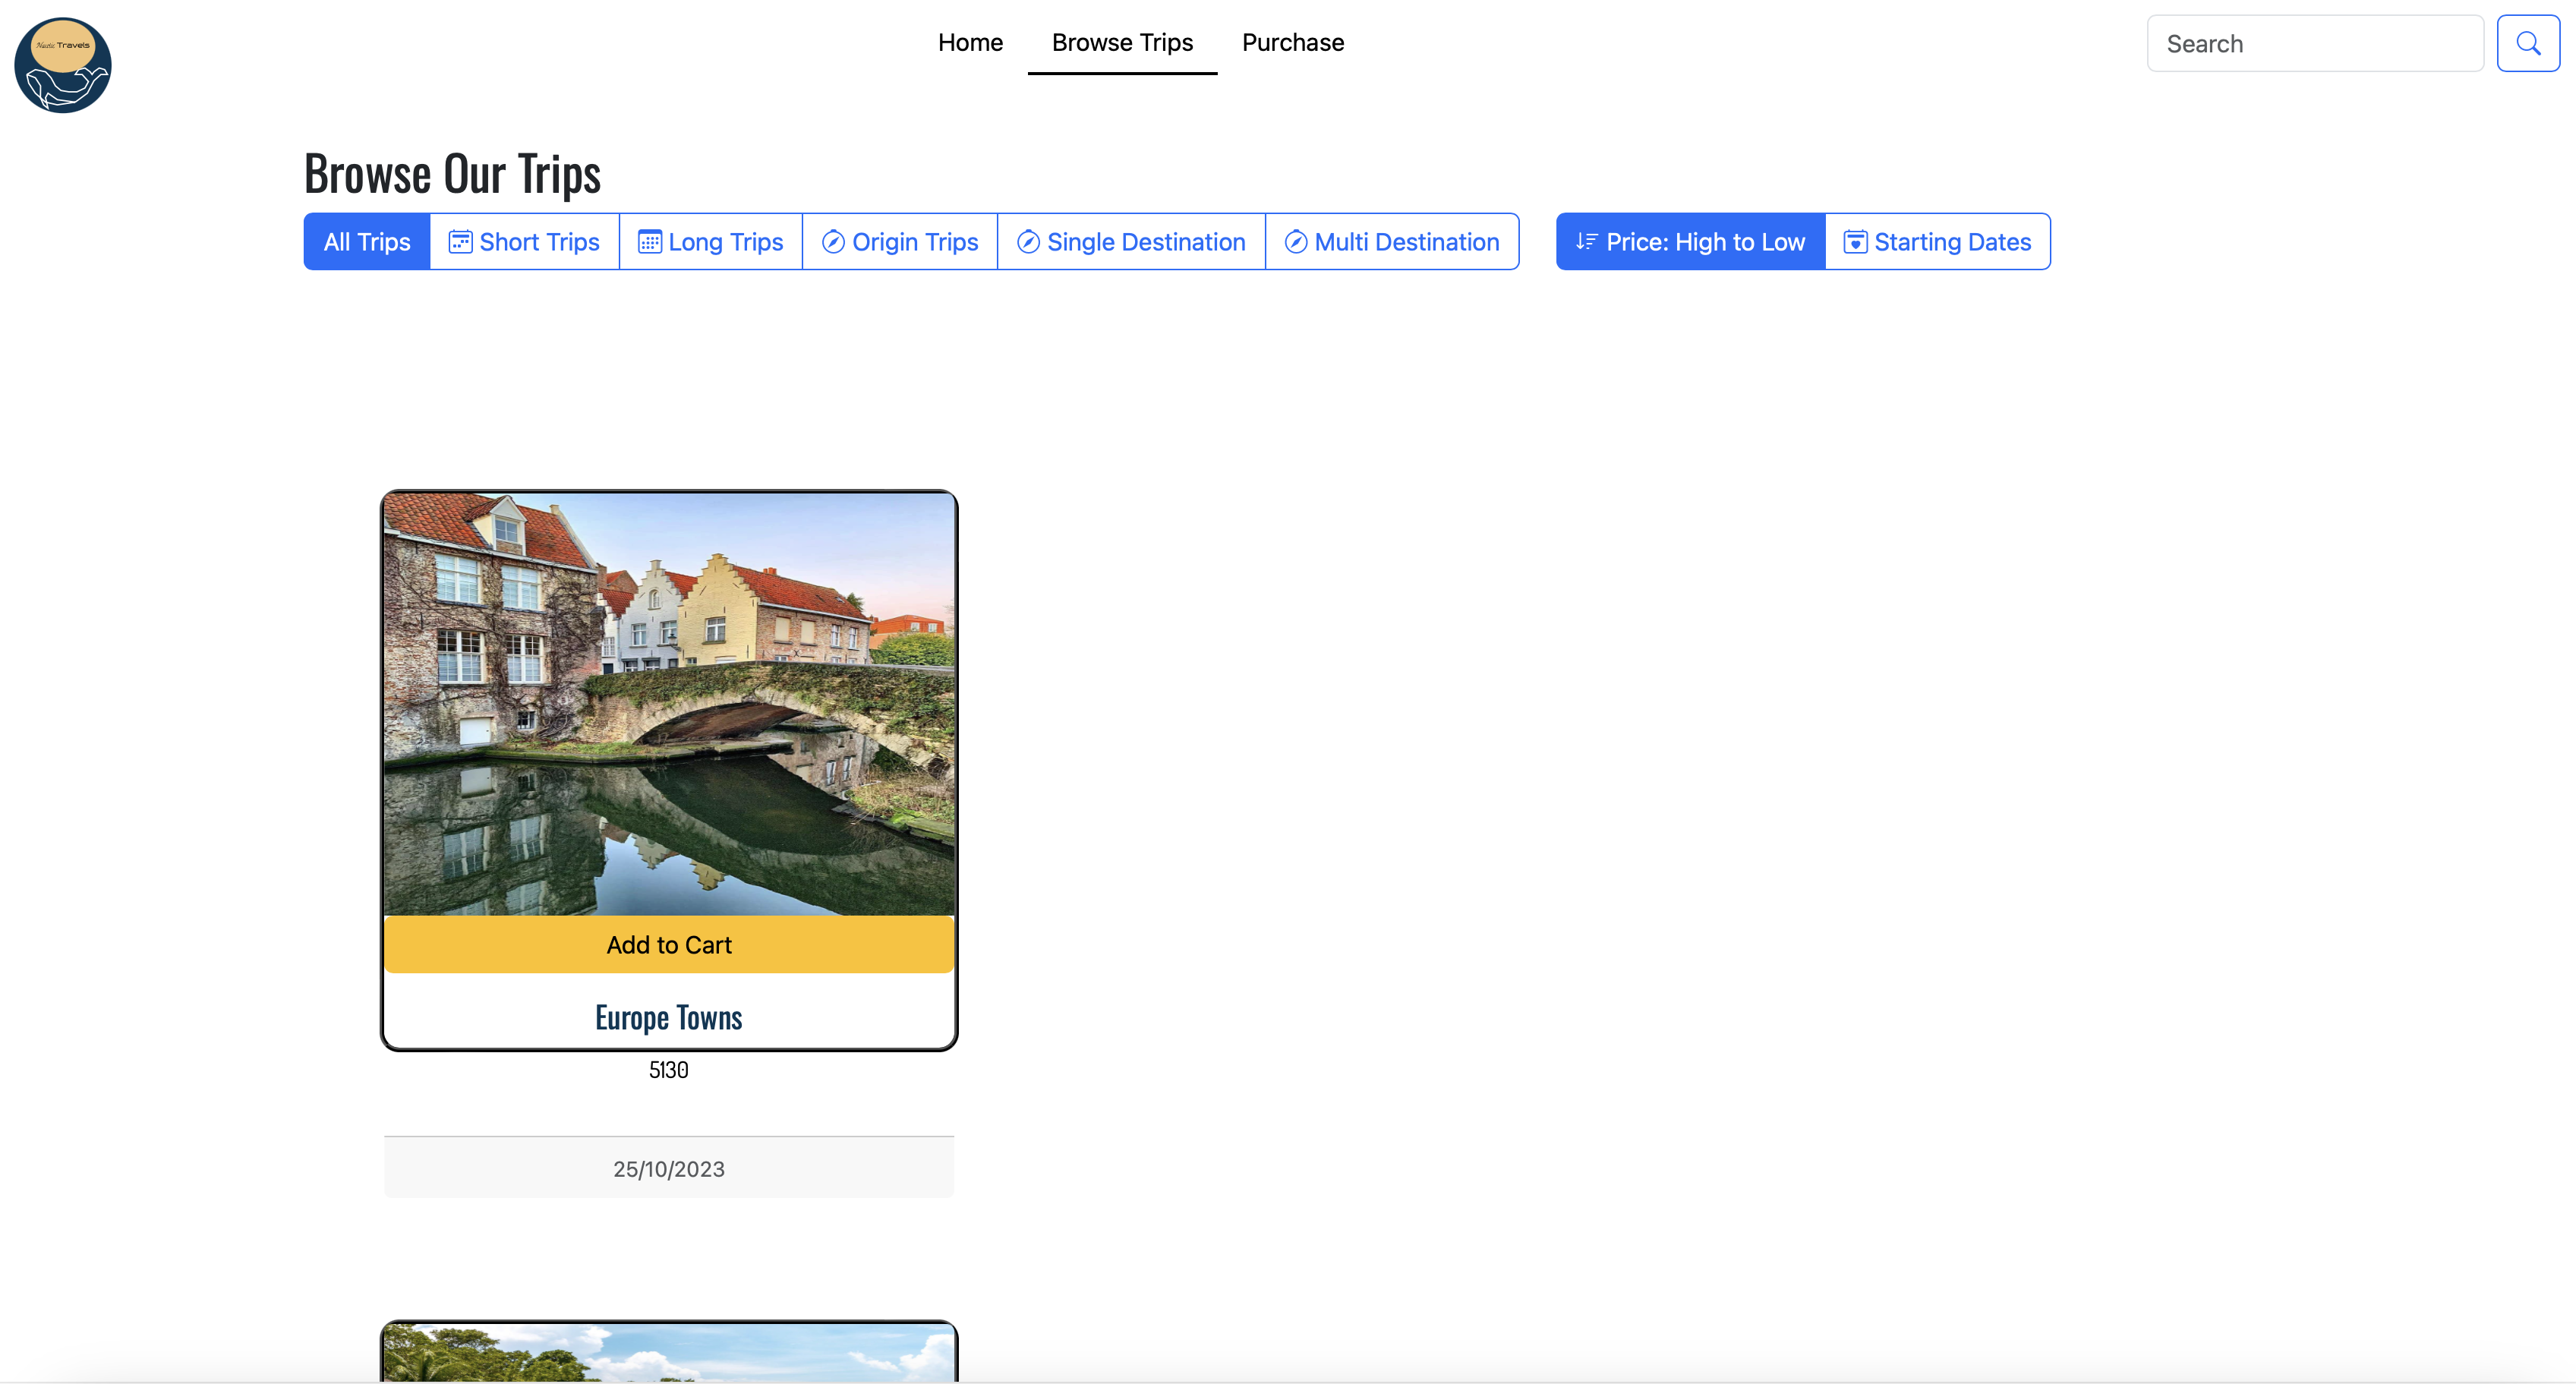 Nautic Travels
Home Browse Trips Purchase
Search
Browse Our Trips
All Trips Short Trips Long Trips Origin Trips Single Destination Multi Destination Price: High to Low Starting Dates
Add to Cart
Europe Towns
5130
25/10/2023